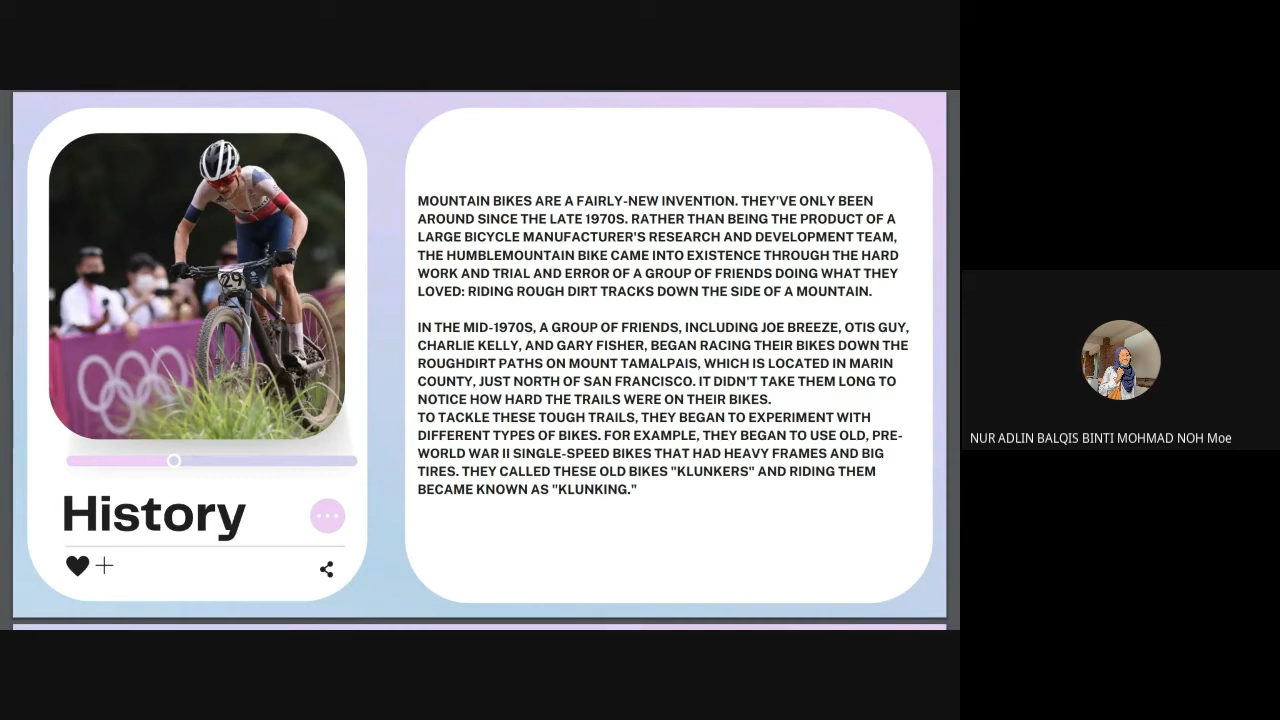 29
History
MOUNTAIN BIKES ARE A FAIRLY-NEW INVENTION. THEY'VE ONLY BEEN
AROUND SINCE THE LATE 1970S. RATHER THAN BEING THE PRODUCT OF A
LARGE BICYCLE MANUFACTURER'S RESEARCH AND DEVELOPMENT TEAM,
THE HUMBLEMOUNTAIN BIKE CAME INTO EXISTENCE THROUGH THE HARD
WORK AND TRIAL AND ERROR OF A GROUP OF FRIENDS DOING WHAT THEY
LOVED: RIDING ROUGH DIRT TRACKS DOWN THE SIDE OF A MOUNTAIN.
IN THE MID-1970S, A GROUP OF FRIENDS, INCLUDING JOE BREEZE, OTIS GUY,
CHARLIE KELLY, AND GARY FISHER, BEGAN RACING THEIR BIKES DOWN THE
ROUGHDIRT PATHS ON MOUNT TAMALPAIS, WHICH IS LOCATED IN MARIN
COUNTY, JUST NORTH OF SAN FRANCISCO. IT DIDN'T TAKE THEM LONG TO
NOTICE HOW HARD THE TRAILS WERE ON THEIR BIKES.
TO TACKLE THESE TOUGH TRAILS, THEY BEGAN TO EXPERIMENT WITH
DIFFERENT TYPES OF BIKES. FOR EXAMPLE, THEY BEGAN TO USE OLD, PRE-
WORLD WAR II SINGLE-SPEED BIKES THAT HAD HEAVY FRAMES AND BIG
TIRES. THEY CALLED THESE OLD BIKES "KLUNKERS" AND RIDING THEM
BECAME KNOWN AS "KLUNKING."
NUR ADLIN BALQIS BINTI MOHMAD NOH Moe